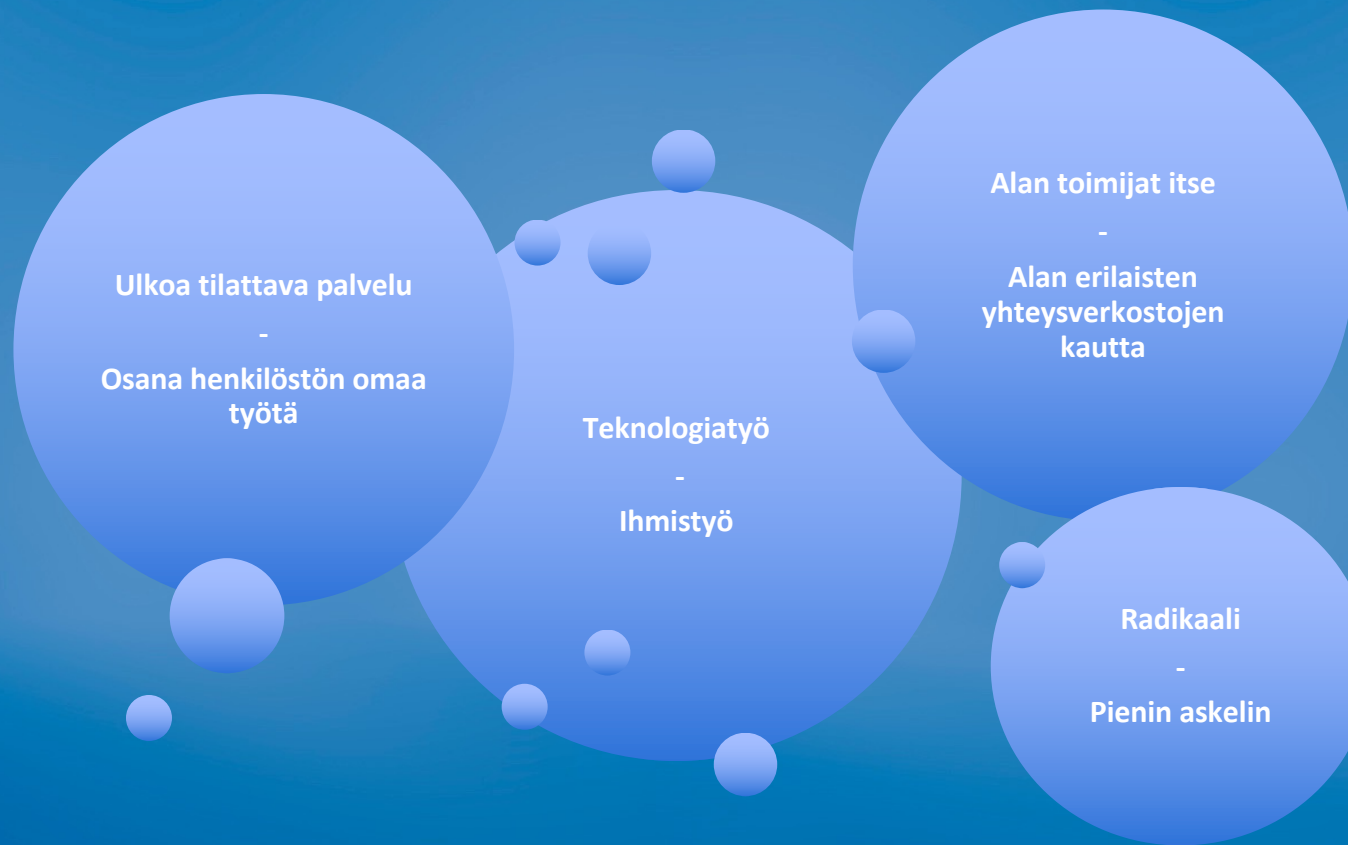 Ulkoa tilattava palvelu
-
Osana henkilöstön omaa
työtä
Teknologiatyö
-
Ihmistyö
Alan toimijat itse
-
Alan erilaisten
yhteysverkostojen
kautta
Radikaali
-
Pienin askelin